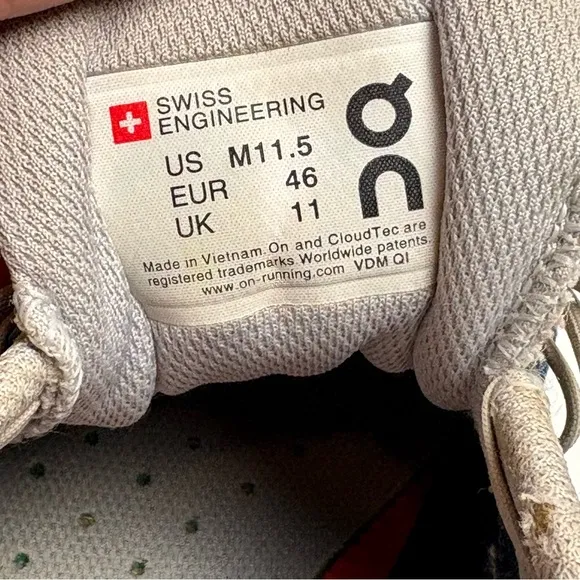 SWISS
ENGINEERING
US M11.5
EUR 46
UK 11
Made in Vietnam. On and CloudTec are
registered trademarks Worldwide patents
www.on-running.com VDM QI
ON